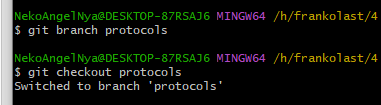 NekoAngelNya@DESKTOP-87RSAJ6 MINGW64 /h/frankolast/4
$ git branch protocols
NekoAngelNya@DESKTOP-87RSAJ6 MINGW64 /h/frankolast/4
$ git checkout protocols
Switched to branch 'protocols'